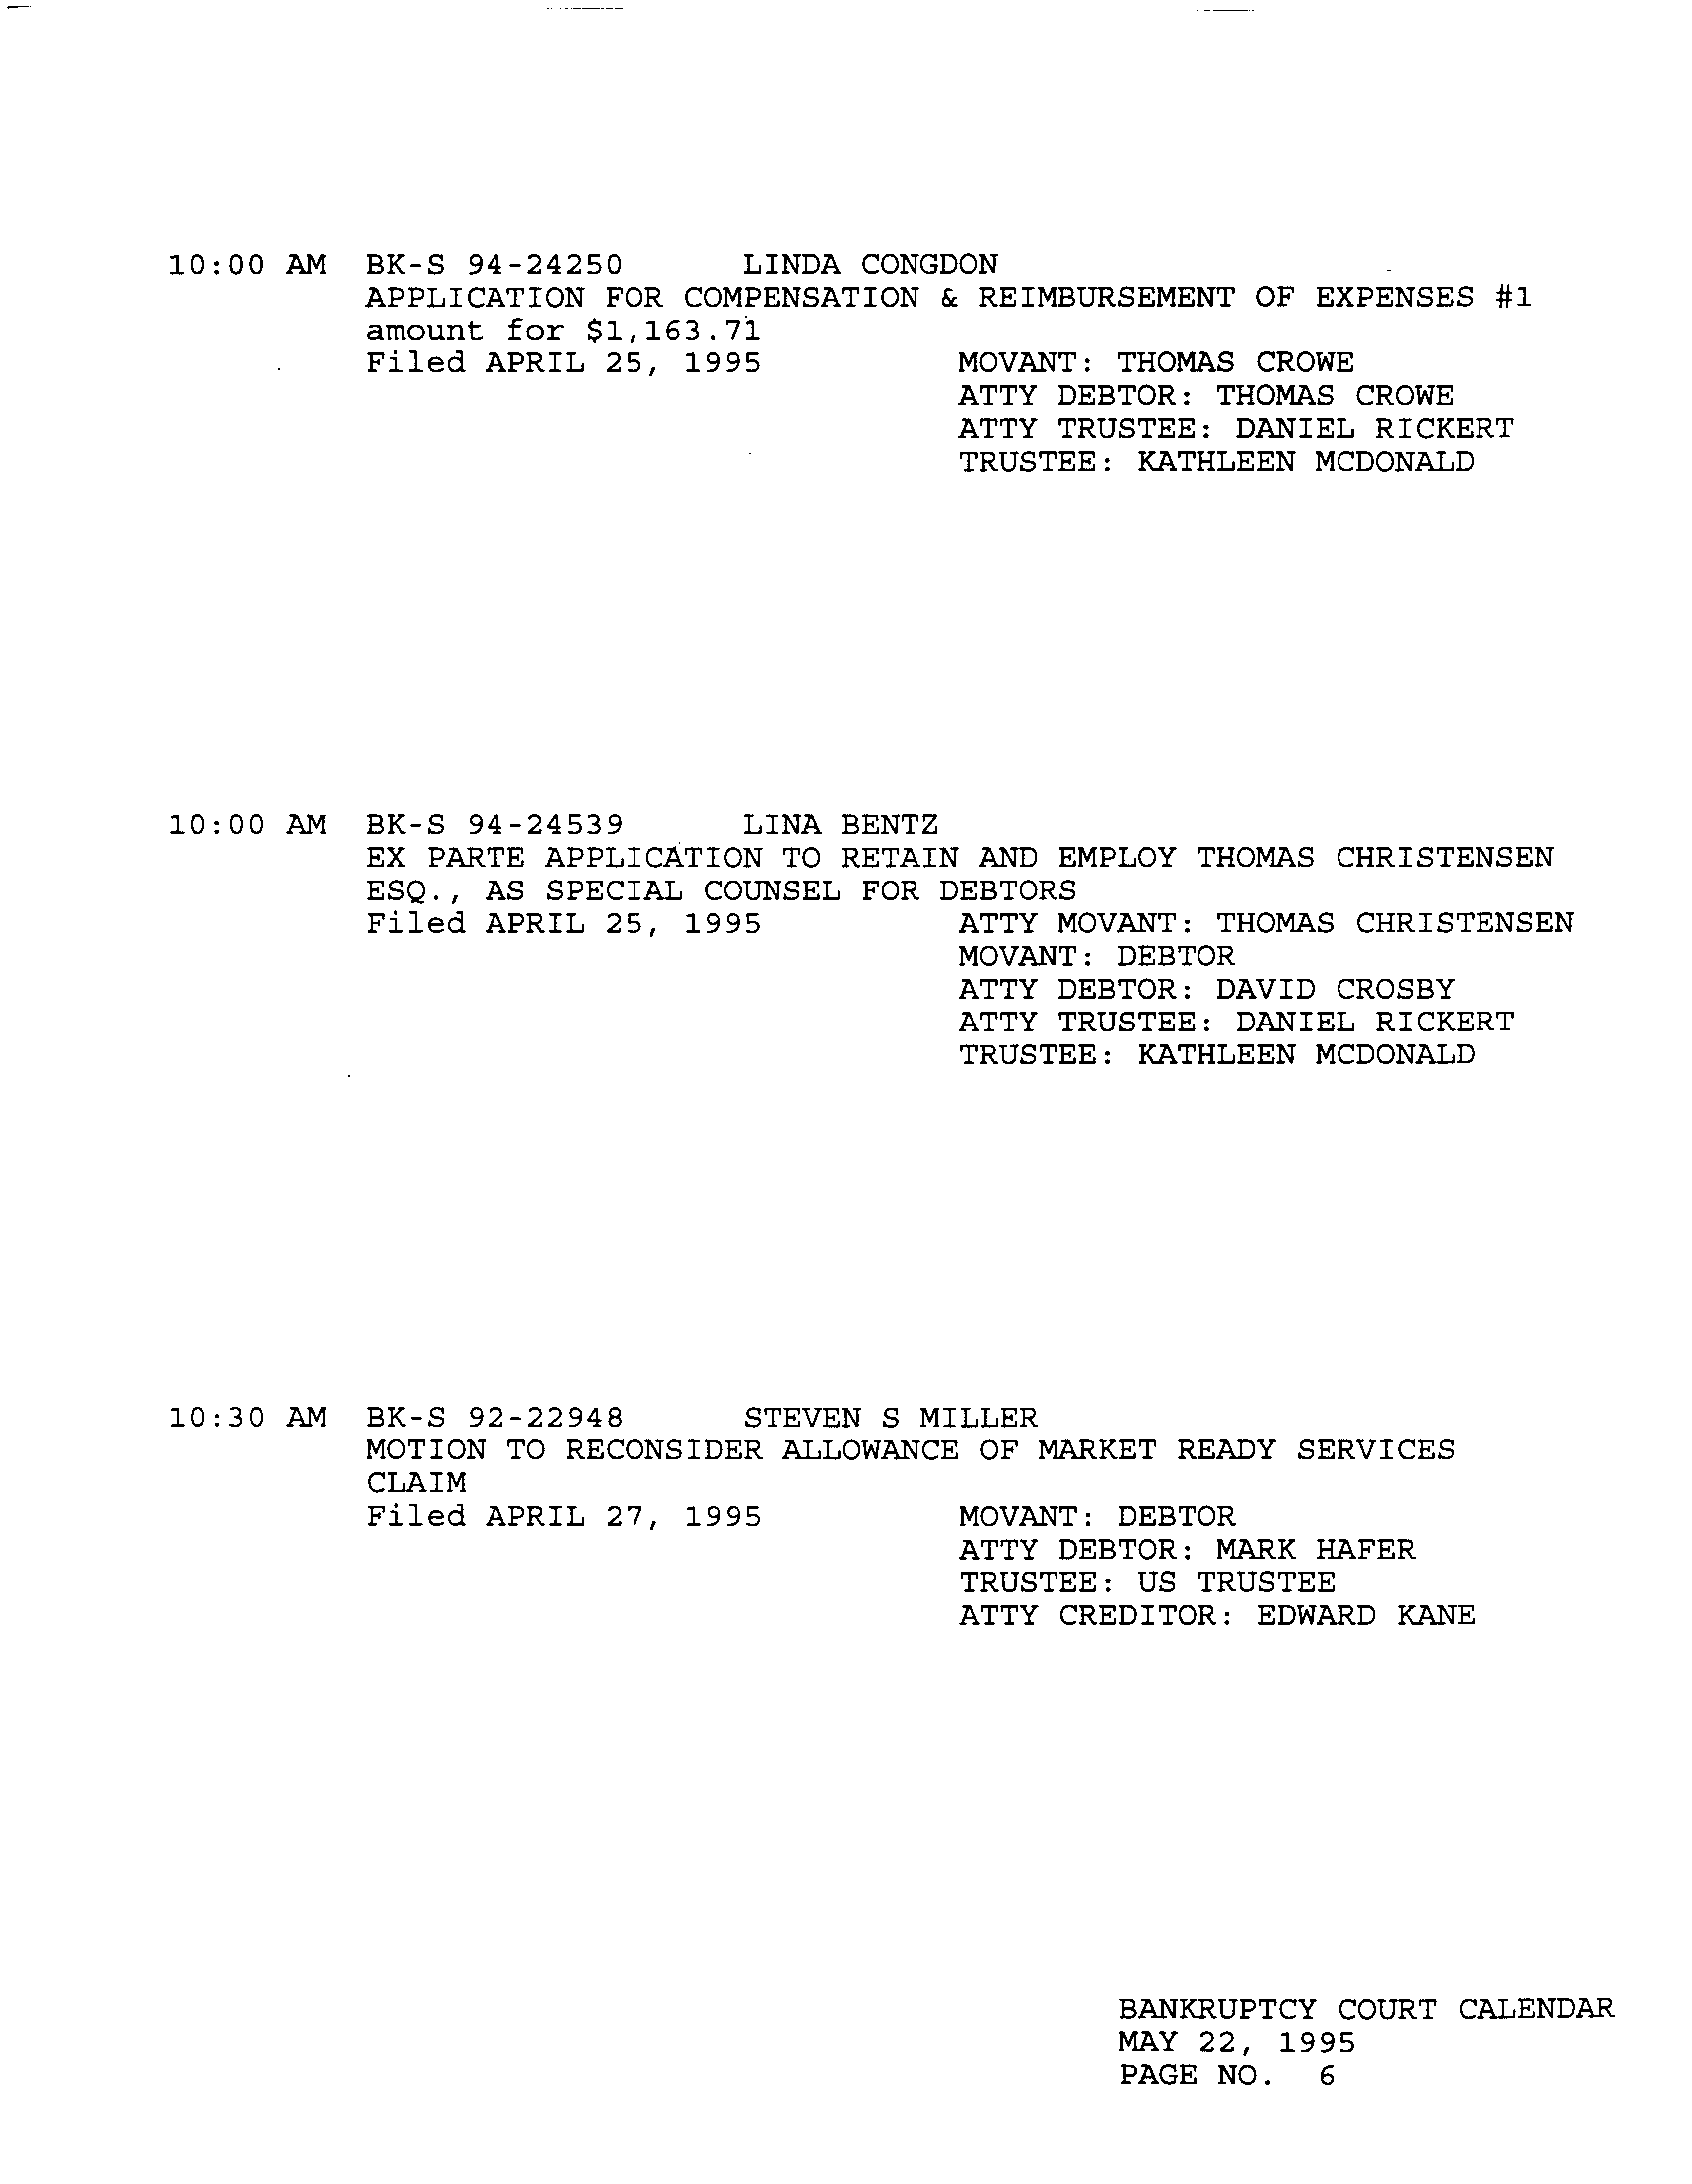 10:00 AM BK-S 94-24250 LINDA CONGDON
APPLICATION FOR COMPENSATION & REIMBURSEMENT OF EXPENSES #1
amount for $1,163.71
Filed APRIL 25, 1995 MOVANT: THOMAS CROWE
ATTY DEBTOR: THOMAS CROWE
ATTY TRUSTEE: DANIEL RICKERT
TRUSTEE: KATHLEEN MCDONALD
10:00 AM BK-S 94-24539 LINA BENTZ
EX PARTE APPLICATION TO RETAIN AND EMPLOY THOMAS CHRISTENSEN
ESQ., AS SPECIAL COUNSEL FOR DEBTORS
Filed APRIL 25, 1995 ATTY MOVANT: THOMAS CHRISTENSEN
MOVANT: DEBTOR
ATTY DEBTOR: DAVID CROSBY
ATTY TRUSTEE: DANIEL RICKERT
TRUSTEE: KATHLEEN MCDONALD
10:30 AM BK-S 92-22948 STEVEN S MILLER
MOTION TO RECONSIDER ALLOWANCE OF MARKET READY SERVICES
CLAIM
Filed APRIL 27, 1995 MOVANT: DEBTOR
ATTY DEBTOR: MARK HAFER
TRUSTEE: US TRUSTEE
ATTY CREDITOR: EDWARD KANE
BANKRUPTCY COURT CALENDAR
MAY 22, 1995
PAGE NO. 6